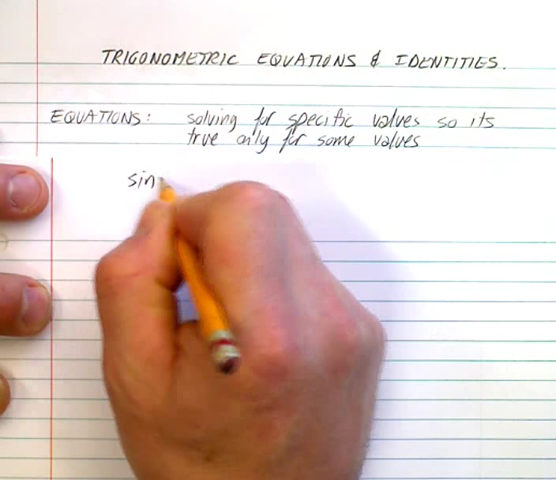 TRIGONOMETRIC EQUATIONS & IDENTITIES.
EQUATIONS: solving for specific values so its
true only for some values
sin